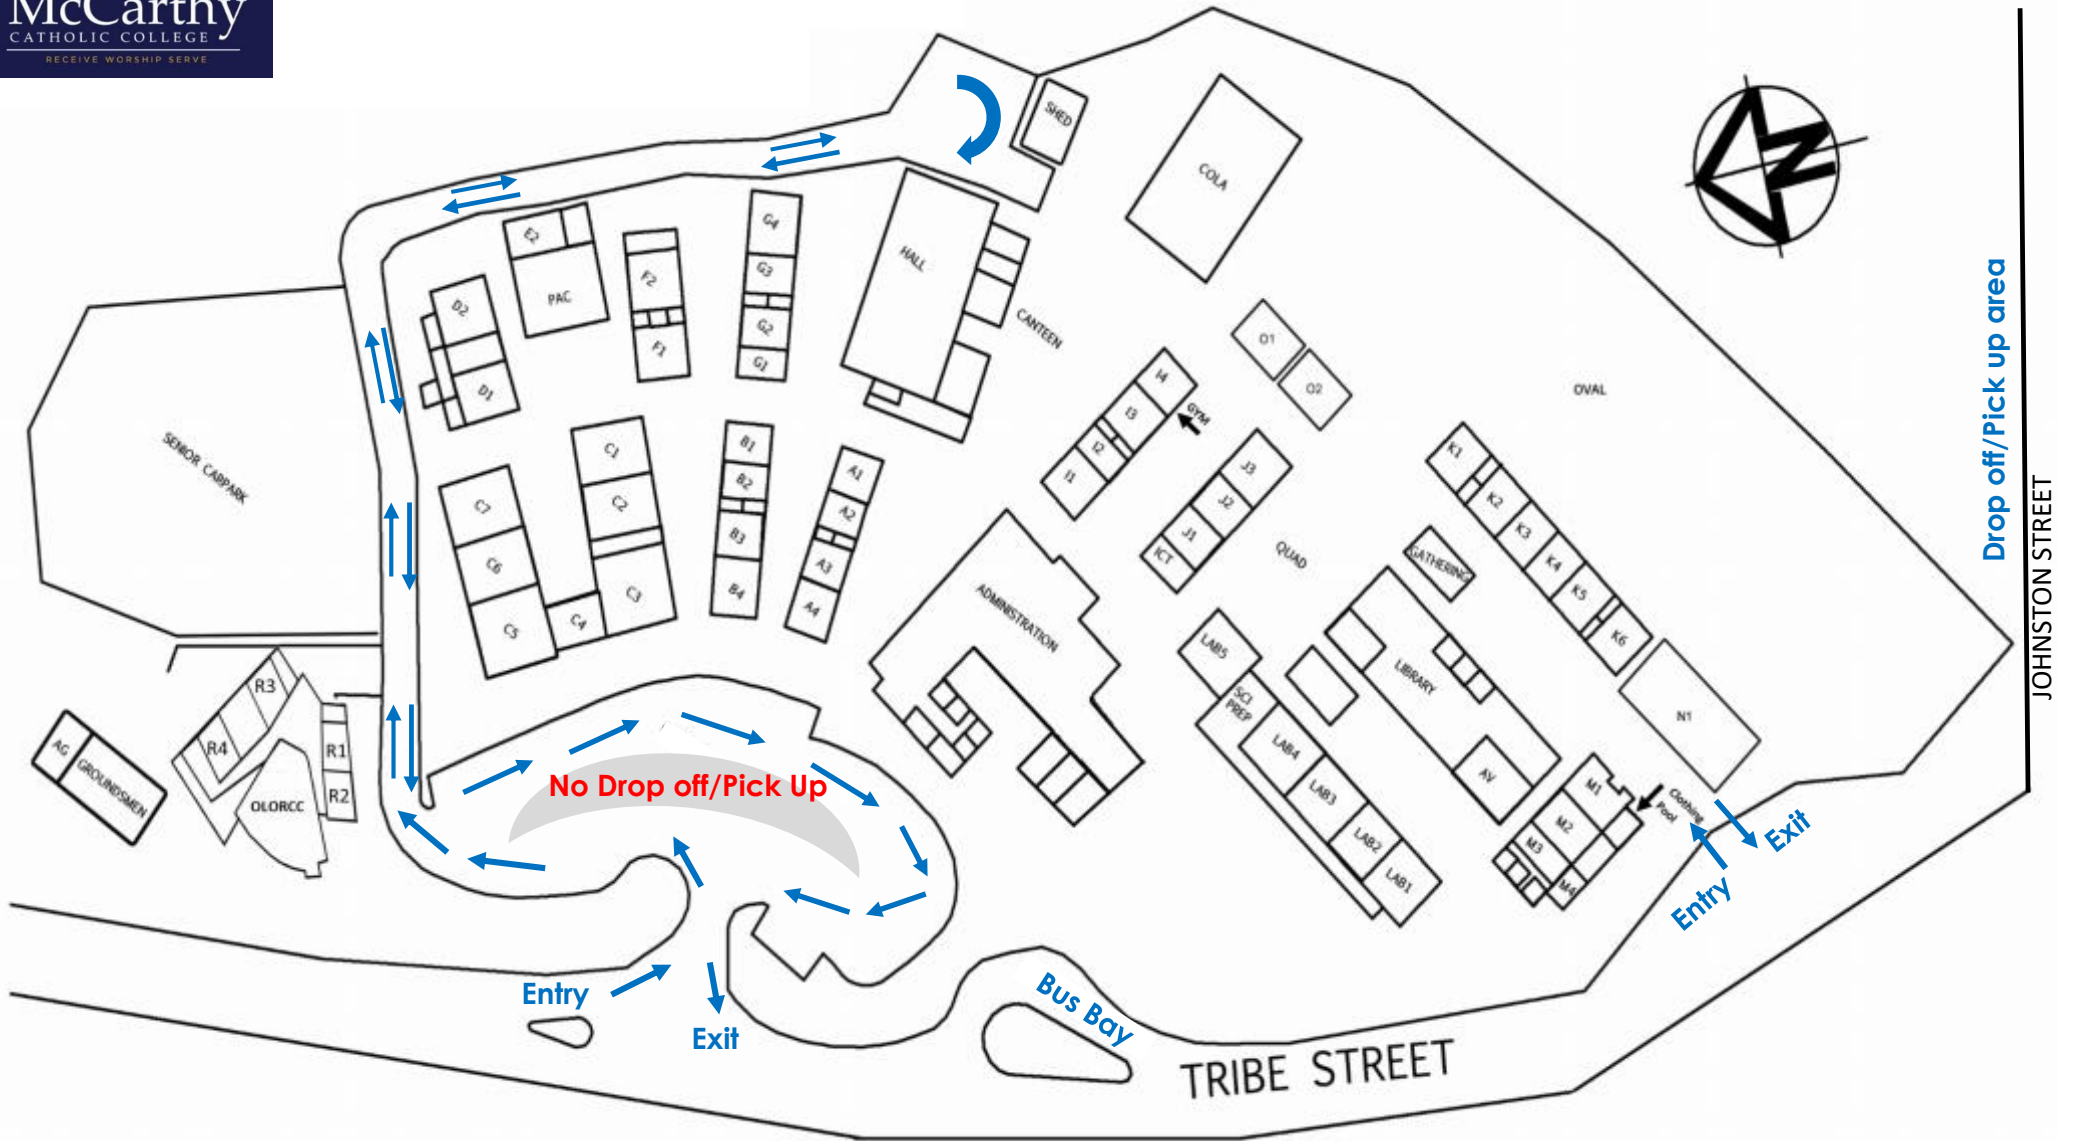 McCarthy
CATHOLIC COLLEGE
RECEIVE WORSHIP SERVE
SHED
COLA
E2
PAC
F2
F1
G4
G3
G2
G1
HALL
CANTEEN
D2
D1
O1
O2
OVAL
Drop off/Pick up area
JOHNSTON STREET
SENIOR CARPARK
C7
C6
C5
C4
C1
C2
C3
B1
B2
B3
B4
A1
A2
A3
A4
I4
I3
I2
I1
GYM
J3
J2
J1
ICT
QUAD
GATHERING
K1
K2
K3
K4
K5
K6
N1
ADMINISTRATION
LAB5
SCI
PREP
LAB4
LAB3
LAB2
LAB1
LIBRARY
AV
M1
M2
M3
M4
Clothing
Pool
Exit
Entry
R3
R4
R1
R2
OLORCC
AG
GROUNDSMEN
No Drop off/Pick Up
Entry
Exit
Bus Bay
TRIBE STREET